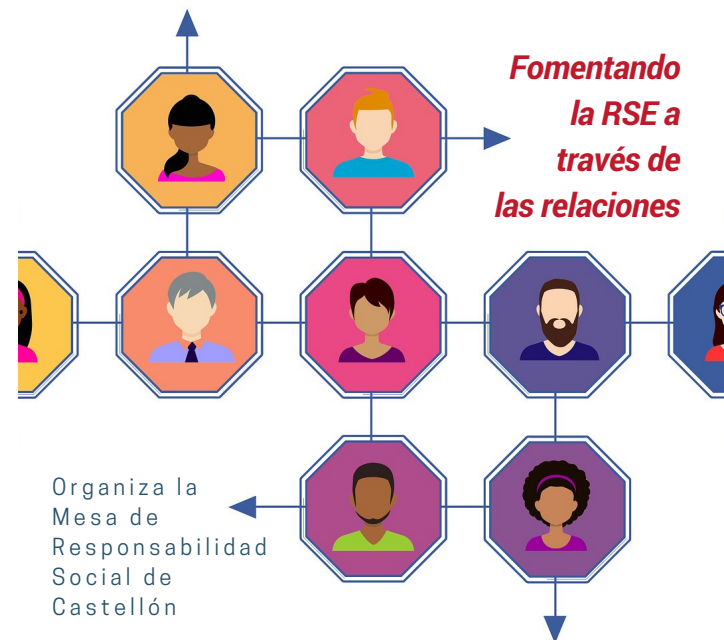 Fomentando
la RSE a
través de
las relaciones
Organiza la
Mesa de
Responsabilidad
Social de
Castellón